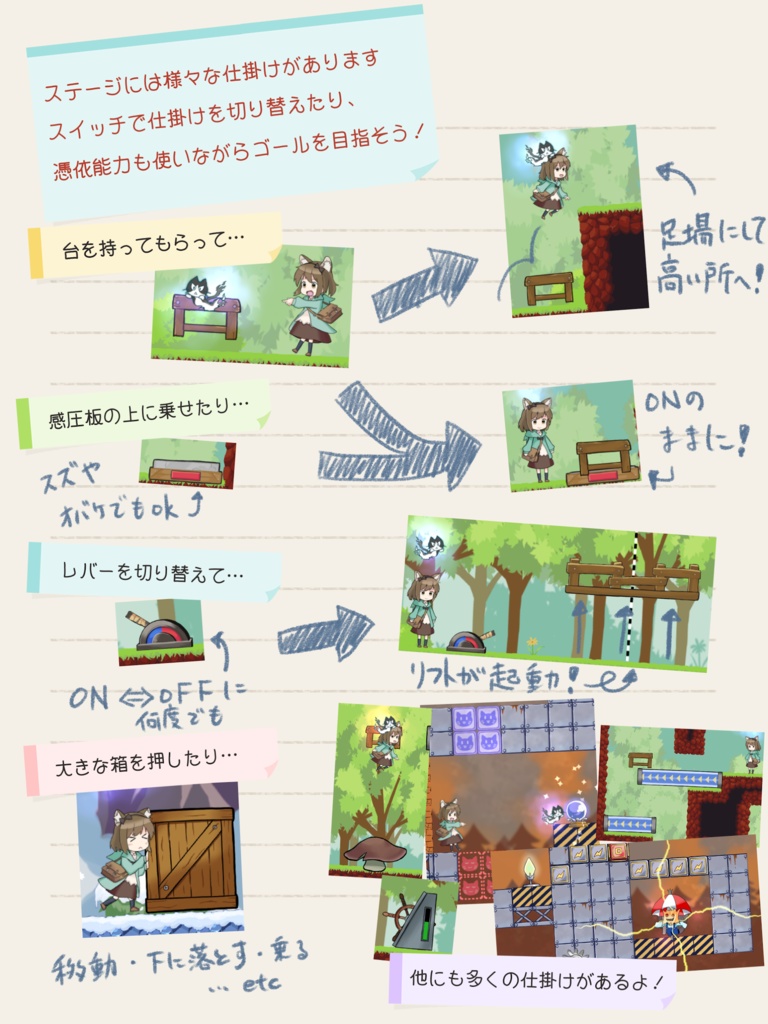 ステージには様々な仕掛けがあります
スイッチで仕掛けを切り替えたり、
憑依能力も使いながらゴールを目指そう！
台を持ってもらって…
足場にして
高い所へ！
感圧板の上に乗せたり…
スズや
オバケでもok
ONの
ままに！
レバーを切り替えて…
ON⇔OFFに
何度でも
リフトが起動！
大きな箱を押したり…
移動・下に落とす・乗る
… etc
他にも多くの仕掛けがあるよ！